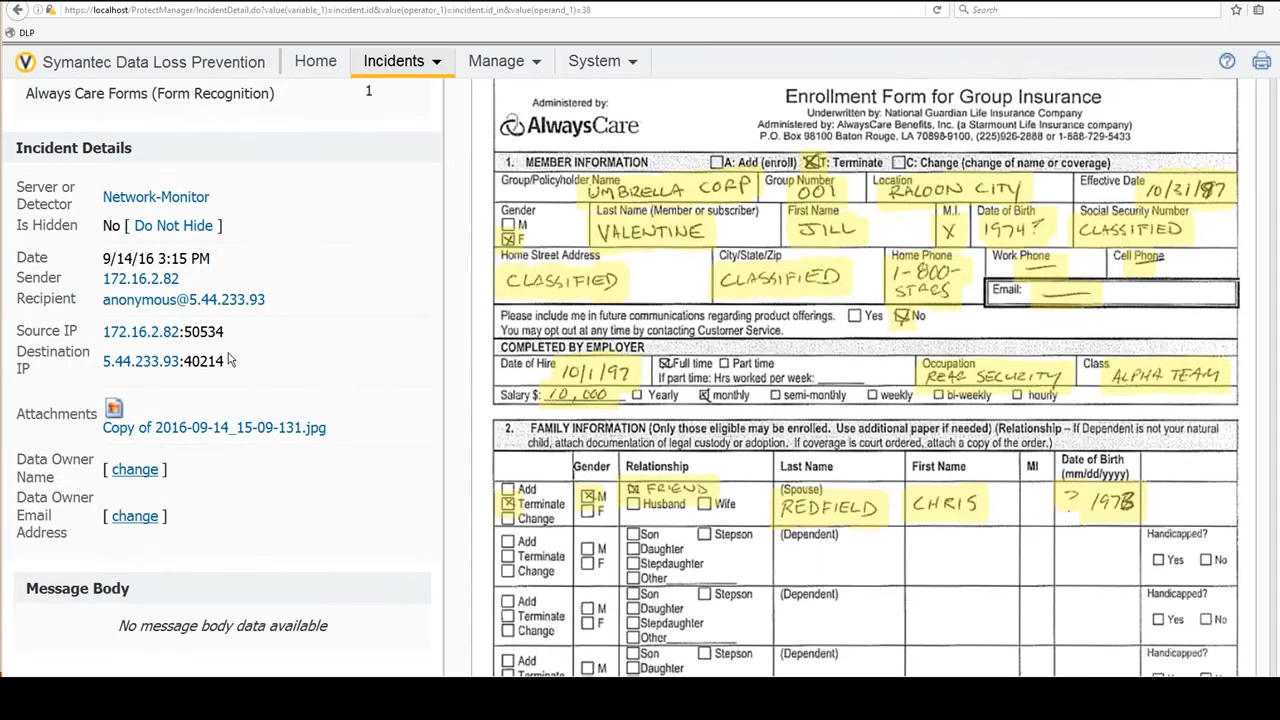 https://localhost/ProtectManager/IncidentDetail.do?value(variable_1)=incident.id&value(operator_1)=incident.id_in&value(operand_1)=38
Search
DLP
Symantec Data Loss Prevention
Home
Incidents
Manage
System
Always Care Forms (Form Recognition) 1
Incident Details
Server or Detector Network-Monitor
Is Hidden No [ Do Not Hide ]
Date 9/14/16 3:15 PM
Sender 172.16.2.82
Recipient anonymous@5.44.233.93
Source IP 172.16.2.82:50534
Destination IP 5.44.233.93:40214
Attachments
Copy of 2016-09-14_15-09-131.jpg
Data Owner Name [ change ]
Data Owner Email Address [ change ]
Message Body
No message body data available
Administered by:
AlwaysCare
Enrollment Form for Group Insurance
Underwritten by: National Guardian Life Insurance Company
Administered by: AlwaysCare Benefits, Inc. (a Starmount Life Insurance company)
P.O. Box 98100 Baton Rouge, LA 70898-9100, (225)926-2888 or 1-888-729-5433
1. MEMBER INFORMATION A: Add (enroll) T: Terminate C: Change (change of name or coverage)
Group/Policyholder Name Group Number Location Effective Date
UMBRELLA CORP 001 RACOON CITY 10/21/97
Gender Last Name (Member or subscriber) First Name M.I. Date of Birth Social Security Number
M
F VALENTINE JILL X 1974? CLASSIFIED
Home Street Address City/State/Zip Home Phone Work Phone Cell Phone
CLASSIFIED CLASSIFIED 1-800-
STARS
Email:
Please include me in future communications regarding product offerings. Yes No
You may opt out at any time by contacting Customer Service.
COMPLETED BY EMPLOYER
Date of Hire Full time Part time Occupation Class
10/1/97 If part time: Hrs worked per week: REAR SECURITY ALPHA TEAM
Salary $: 10,000 Yearly monthly semi-monthly weekly bi-weekly hourly
2. FAMILY INFORMATION (Only those eligible may be enrolled. Use additional paper if needed) (Relationship – If Dependent is not your natural
child, attach documentation of legal custody or adoption. If coverage is court ordered, attach a copy of the order.)
Gender Relationship Last Name First Name MI Date of Birth
(mm/dd/yyyy)
Add M FRIEND (Spouse)
Terminate F Husband Wife REDFIELD CHRIS ? 1973
Change
Add M Son Stepson (Dependent) Handicapped?
Terminate F Daughter Yes No
Change Stepdaughter
Other
Add M Son Stepson (Dependent) Handicapped?
Terminate F Daughter Yes No
Change Stepdaughter
Other
Add M Son Stepson (Dependent) Handicapped?
Terminate Daughter